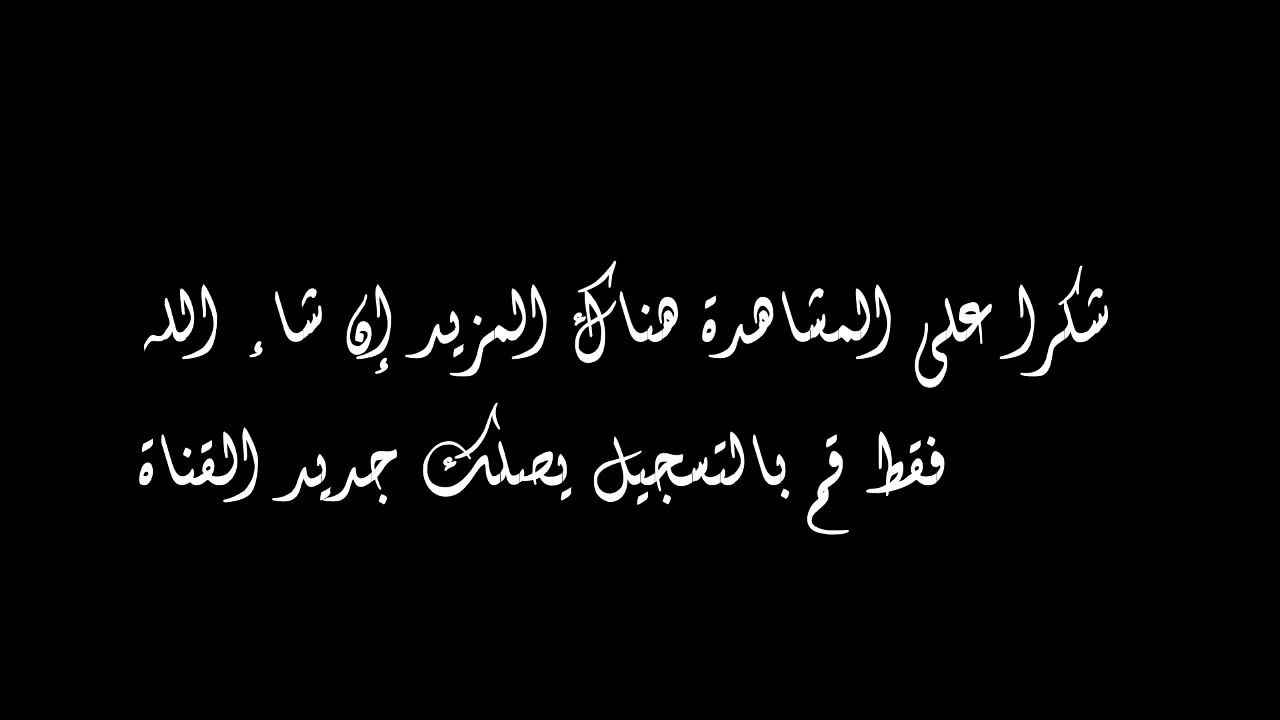 شكرا على المشاهدة هناك المزيد إن شاء الله
فقط قم بالتسجيل يصلك جديد القناة